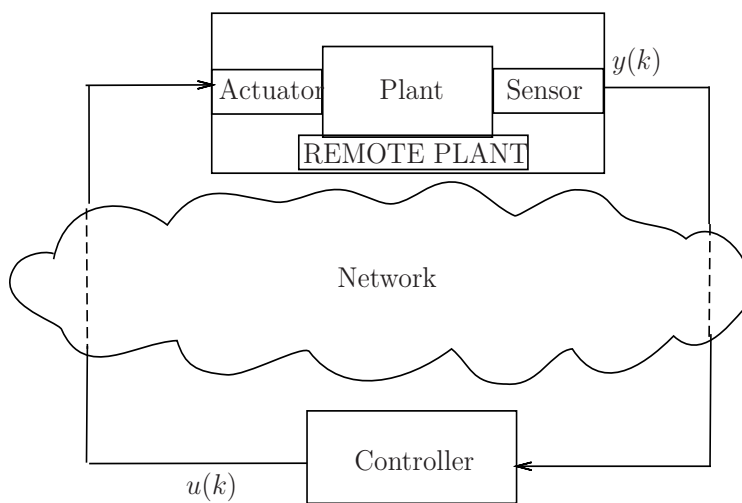 y(k)
Actuator
Plant
Sensor
REMOTE PLANT
Network
Controller
u(k)